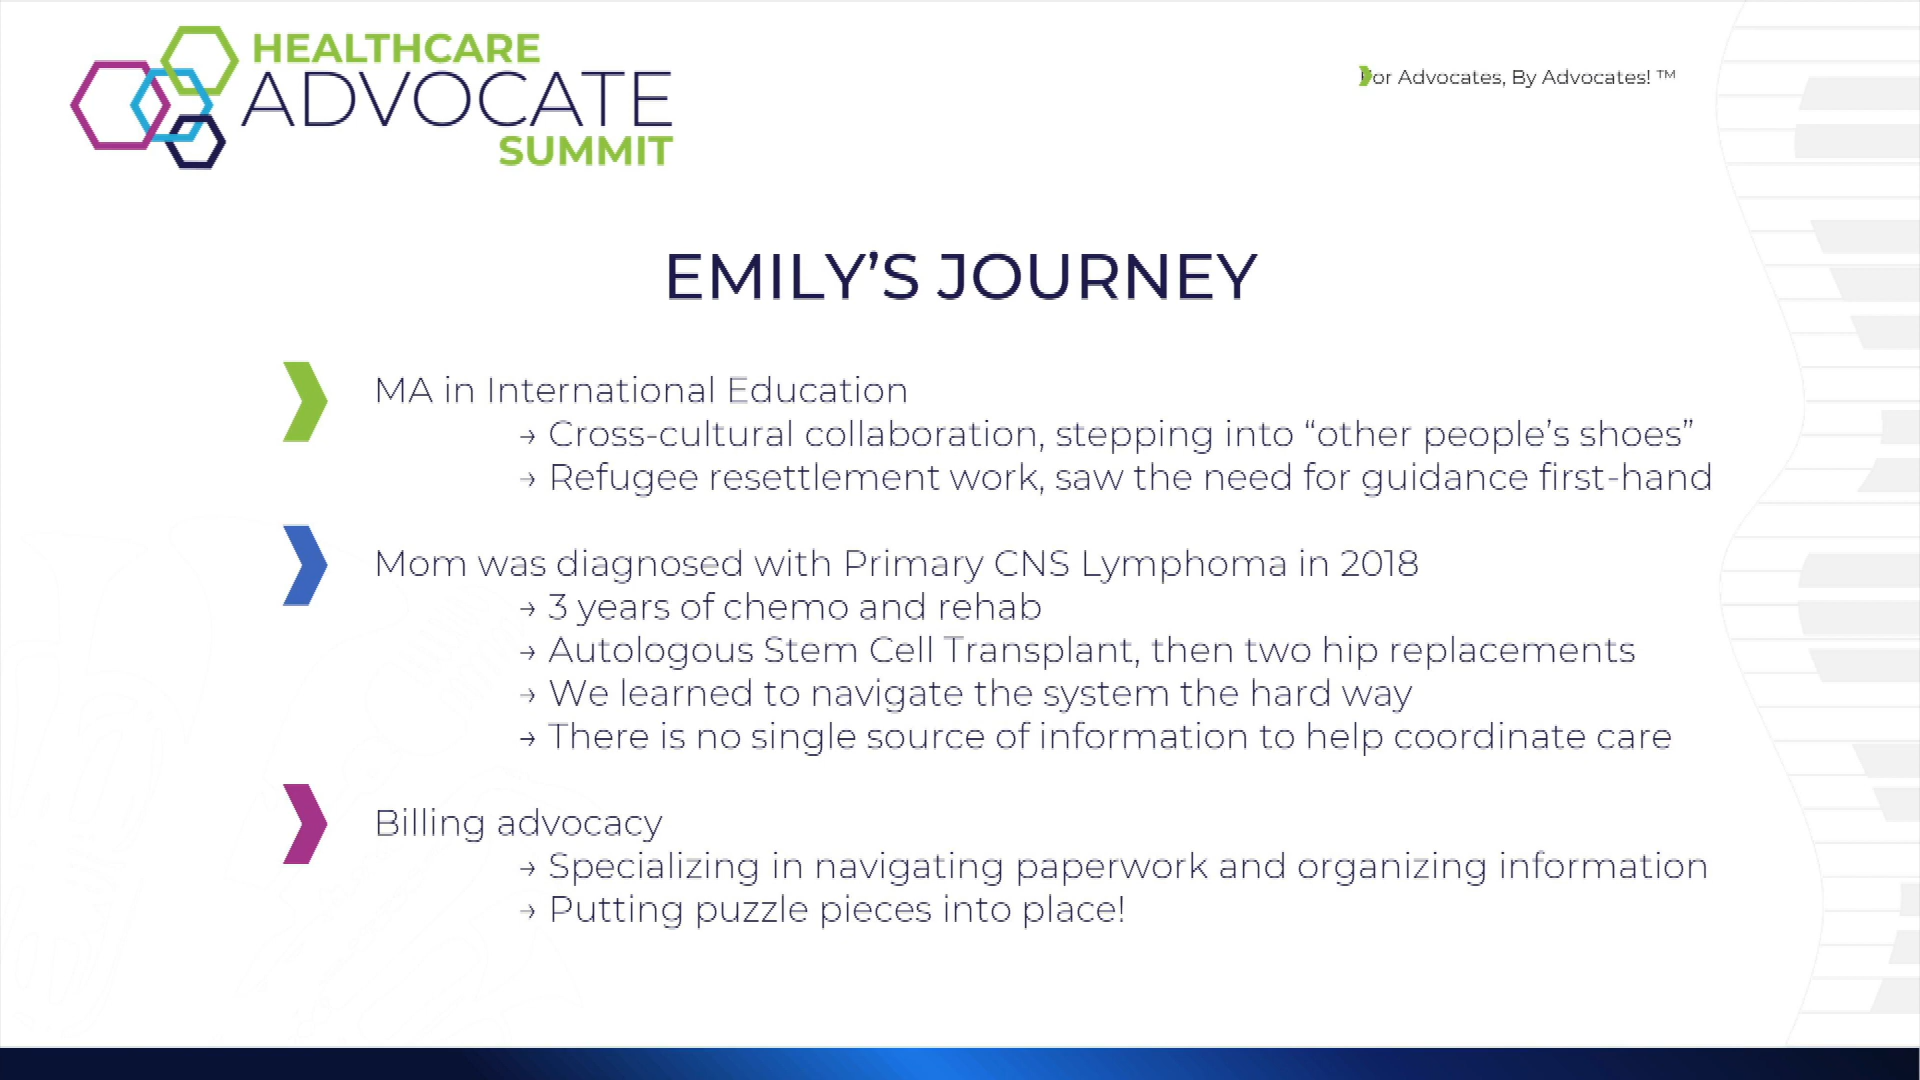 HEALTHCARE
ADVOCATE
SUMMIT
For Advocates, By Advocates! ™
EMILY’S JOURNEY
MA in International Education
→ Cross-cultural collaboration, stepping into “other people’s shoes”
→ Refugee resettlement work, saw the need for guidance first-hand
Mom was diagnosed with Primary CNS Lymphoma in 2018
→ 3 years of chemo and rehab
→ Autologous Stem Cell Transplant, then two hip replacements
→ We learned to navigate the system the hard way
→ There is no single source of information to help coordinate care
Billing advocacy
→ Specializing in navigating paperwork and organizing information
→ Putting puzzle pieces into place!